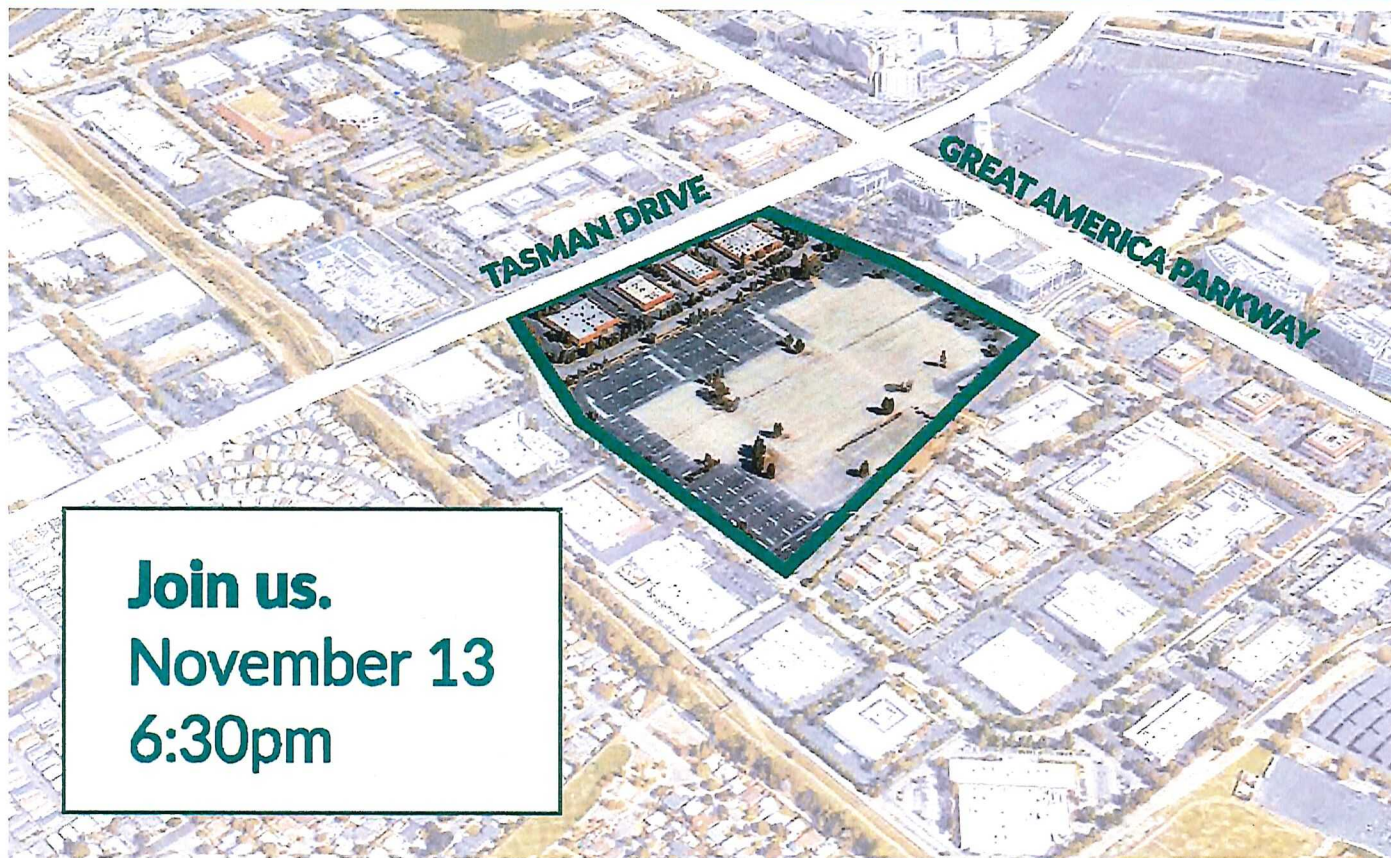 TASMAN DRIVE
GREAT AMERICA PARKWAY
Join us.
November 13
6:30pm